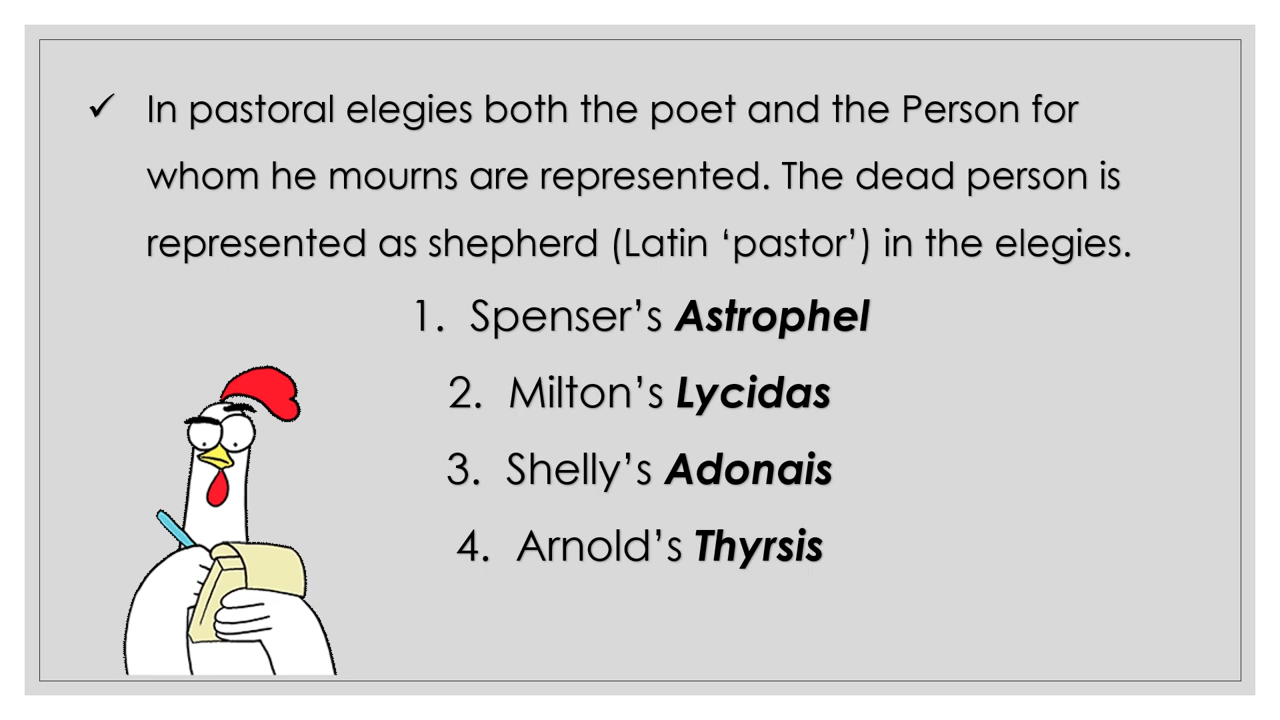 ✓ In pastoral elegies both the poet and the Person for
whom he mourns are represented. The dead person is
represented as shepherd (Latin ‘pastor’) in the elegies.
1. Spenser’s Astrophel
2. Milton’s Lycidas
3. Shelly’s Adonais
4. Arnold’s Thyrsis